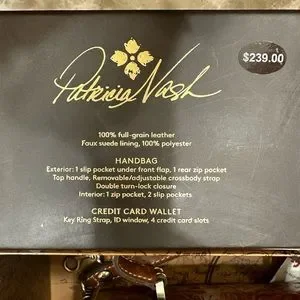 $239.00
Patricia Nash
100% full-grain leather
Faux suede lining, 100% polyester
HANDBAG
Exterior: 1 slip pocket under front flap, 1 rear zip pocket
Top handle, Removable/adjustable crossbody strap
Double turn-lock closure
Interior: 1 zip pocket, 2 slip pockets
CREDIT CARD WALLET
Key Ring Strap, ID window, 4 credit card slots